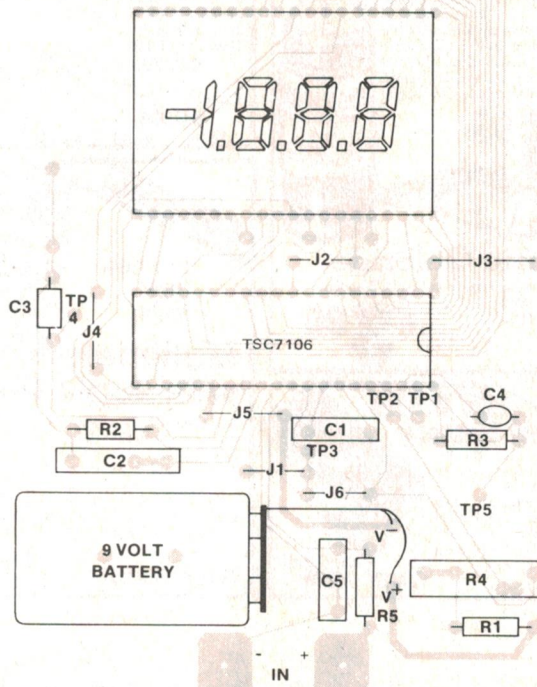 -1.8.8.8
J2
J3
C3
TP
4
J4
TSC7106
TP2
TP1
C4
J5
R2
C1
R3
C2
TP3
J1
J6
TP5
9 VOLT
BATTERY
V-
C5
V+
R5
R4
R1
- +
IN